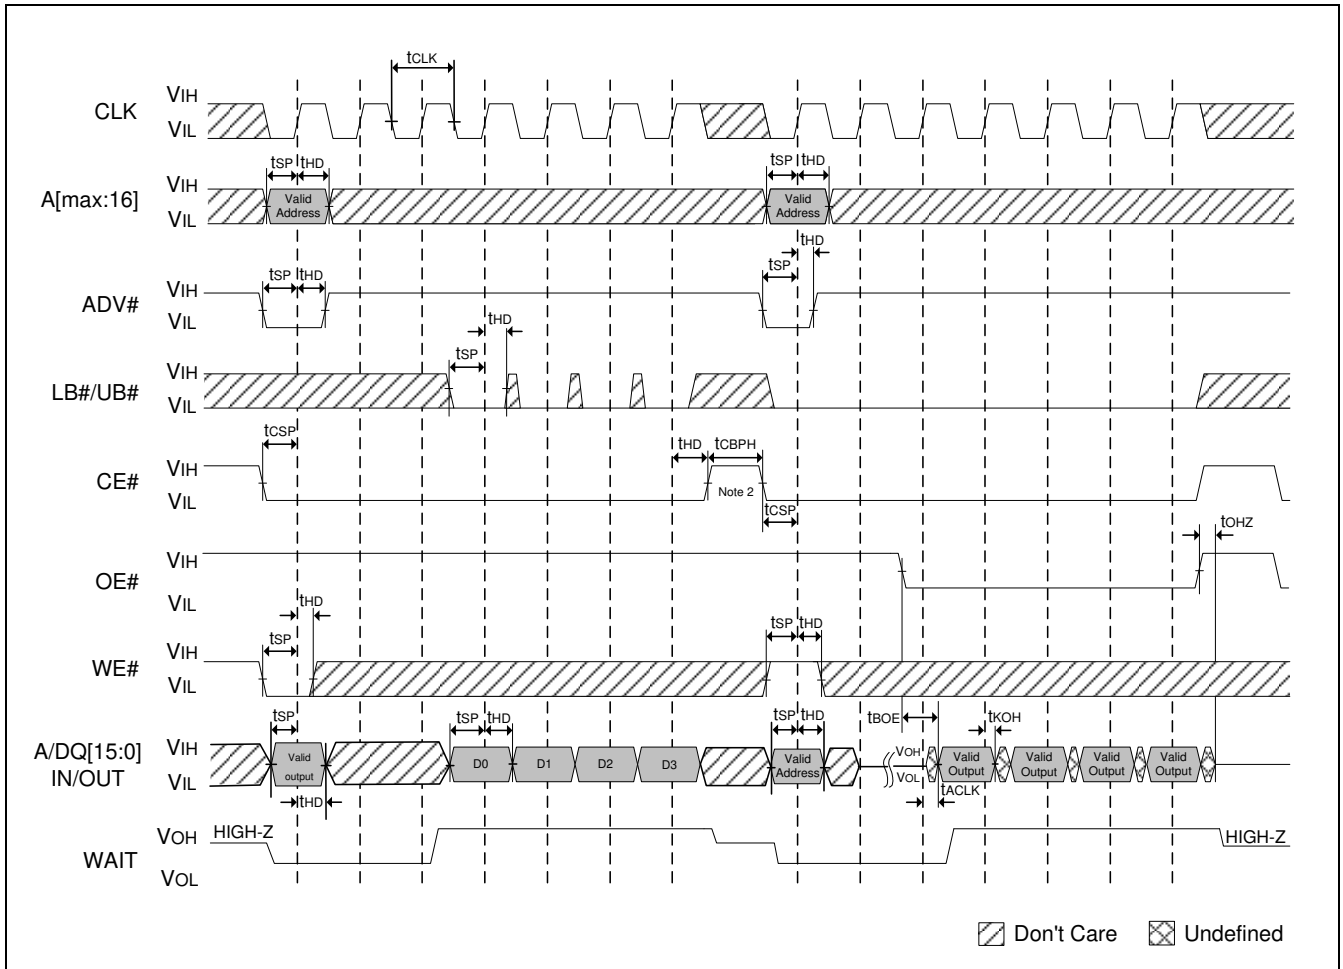 tCLK
CLK VIH
VIL
tSP tHD tSP tHD
A[max:16] VIH Valid Address Valid Address
VIL
tHD
tSP tHD tSP
ADV# VIH
VIL
tHD
tSP
LB#/UB# VIH
VIL
tCSP tHD tCBPH
CE# VIH
VIL Note 2
tCSP
tOHZ
OE# VIH
VIL
tHD
tSP tSP tHD
WE# VIH
VIL
tSP tSP tHD tSP tHD tBOE tKOH
A/DQ[15:0] VIH Valid output D0 D1 D2 D3 Valid Address VOH Valid Output Valid Output Valid Output Valid Output
IN/OUT VIL VOL
tHD tACLK
WAIT VOH HIGH-Z HIGH-Z
VOL
Don't Care Undefined